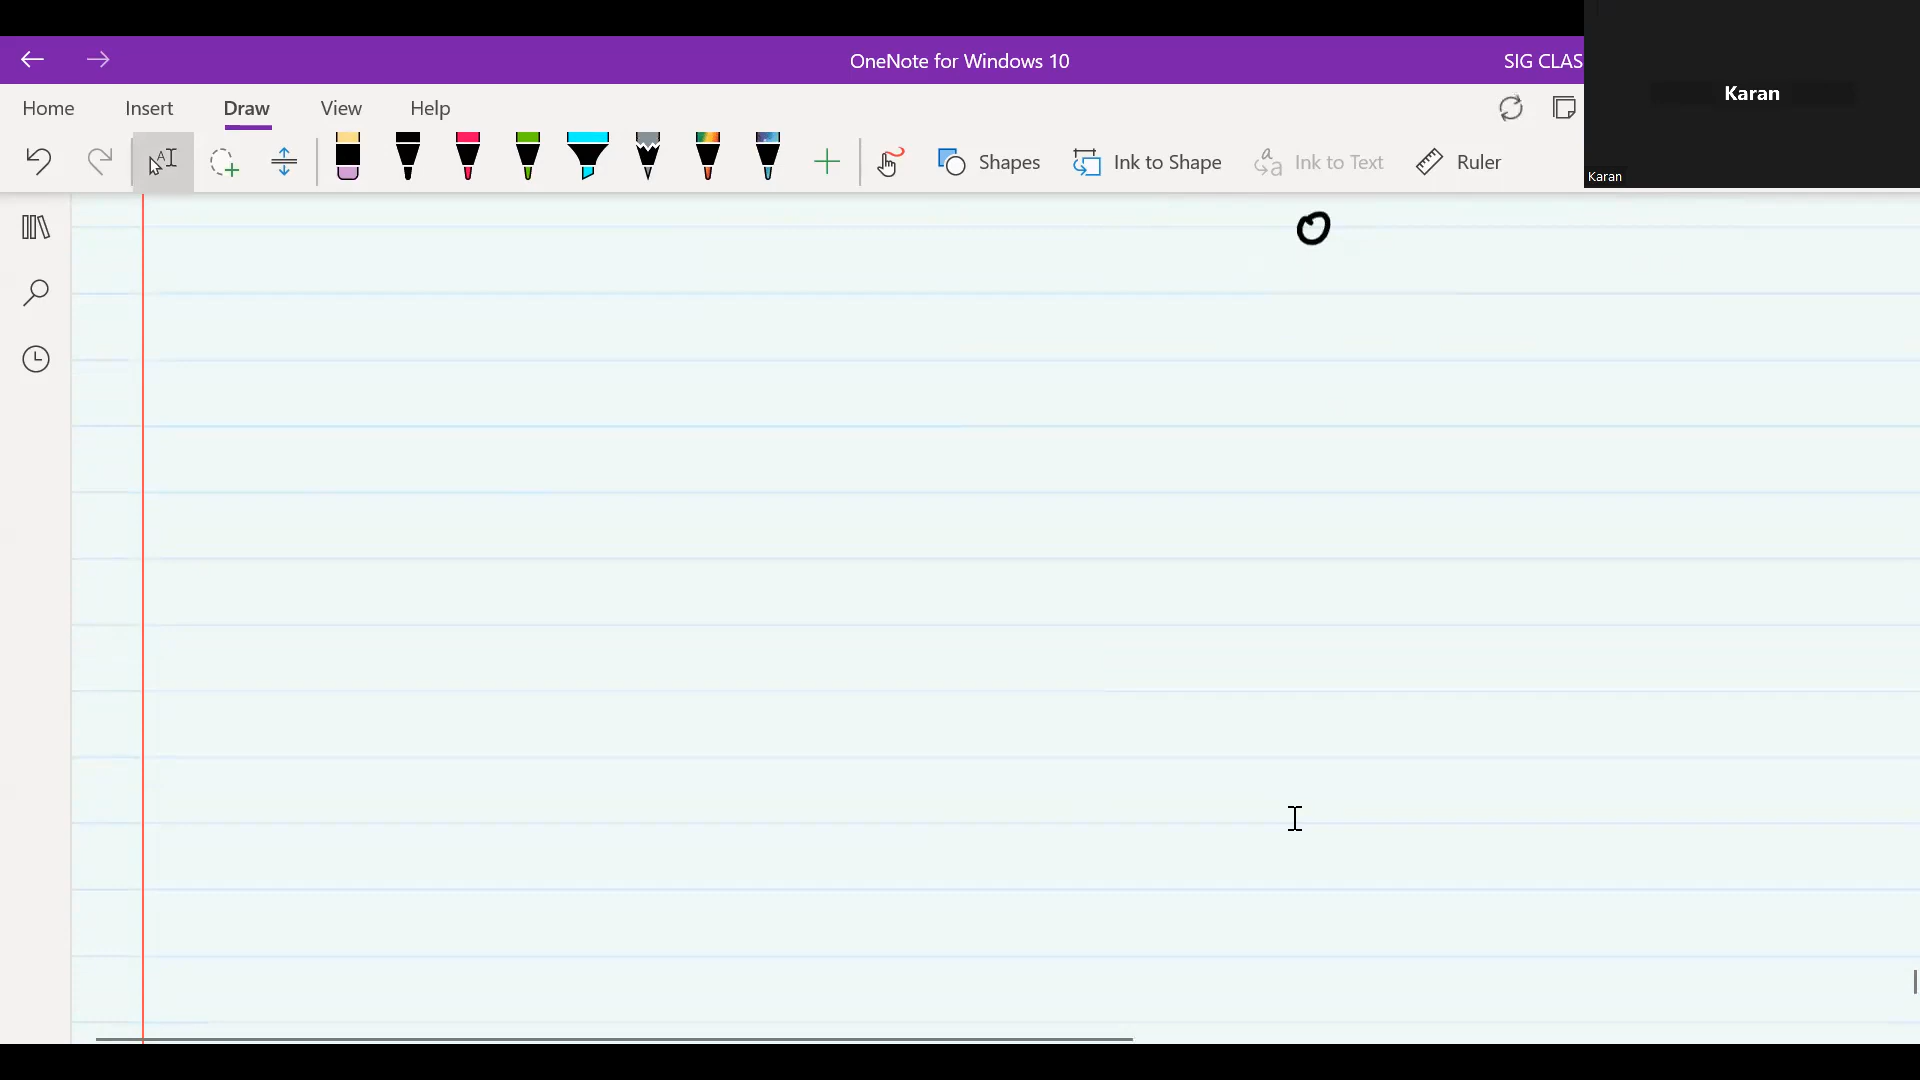 OneNote for Windows 10 SIG CLAS
Karan
Home Insert Draw View Help
Shapes Ink to Shape Ink to Text Ruler
Karan